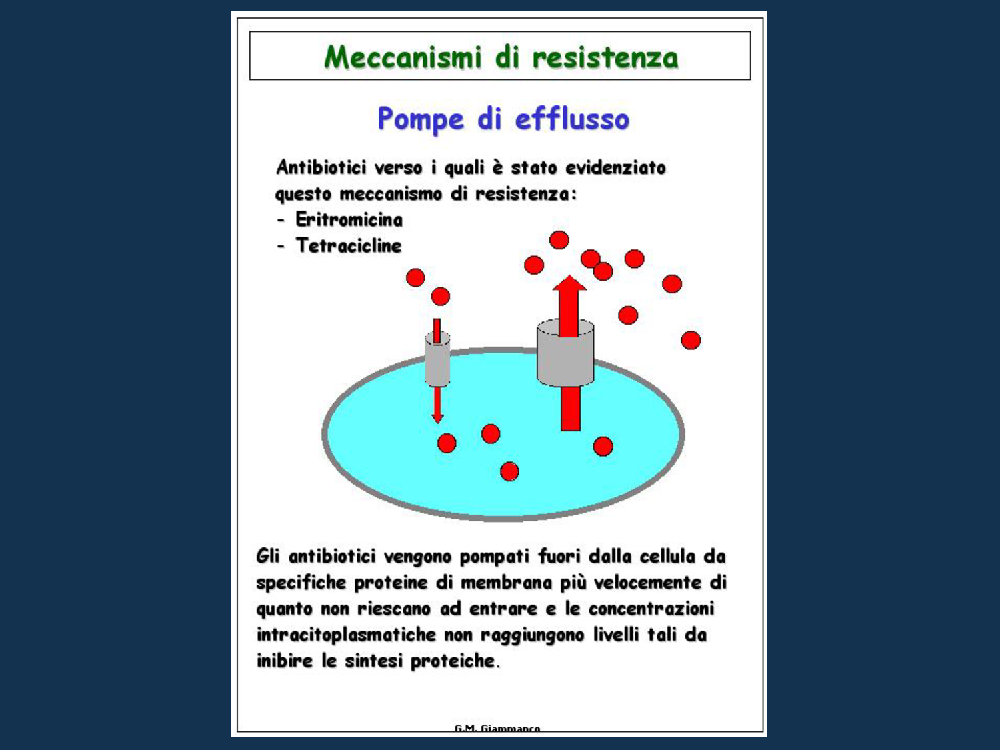 Meccanismi di resistenza
Pompe di efflusso
Antibiotici verso i quali è stato evidenziato
questo meccanismo di resistenza:
- Eritromicina
- Tetracicline
Gli antibiotici vengono pompati fuori dalla cellula da
specifiche proteine di membrana più velocemente di
quanto non riescano ad entrare e le concentrazioni
intracitoplasmatiche non raggiungono livelli tali da
inibire le sintesi proteiche.
G.M. Giammanco